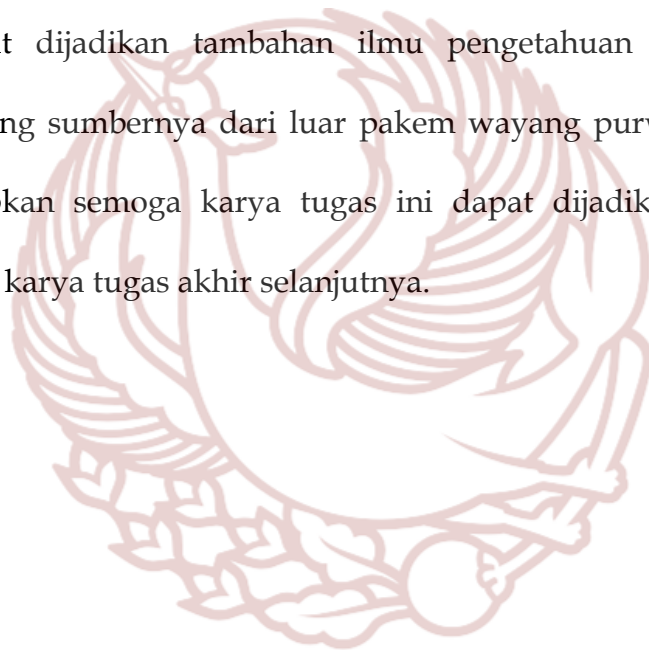 t dijadikan tambahan ilmu pengetahuan
ng sumbernya dari luar pakem wayang purw
kan semoga karya tugas ini dapat dijadik
karya tugas akhir selanjutnya.